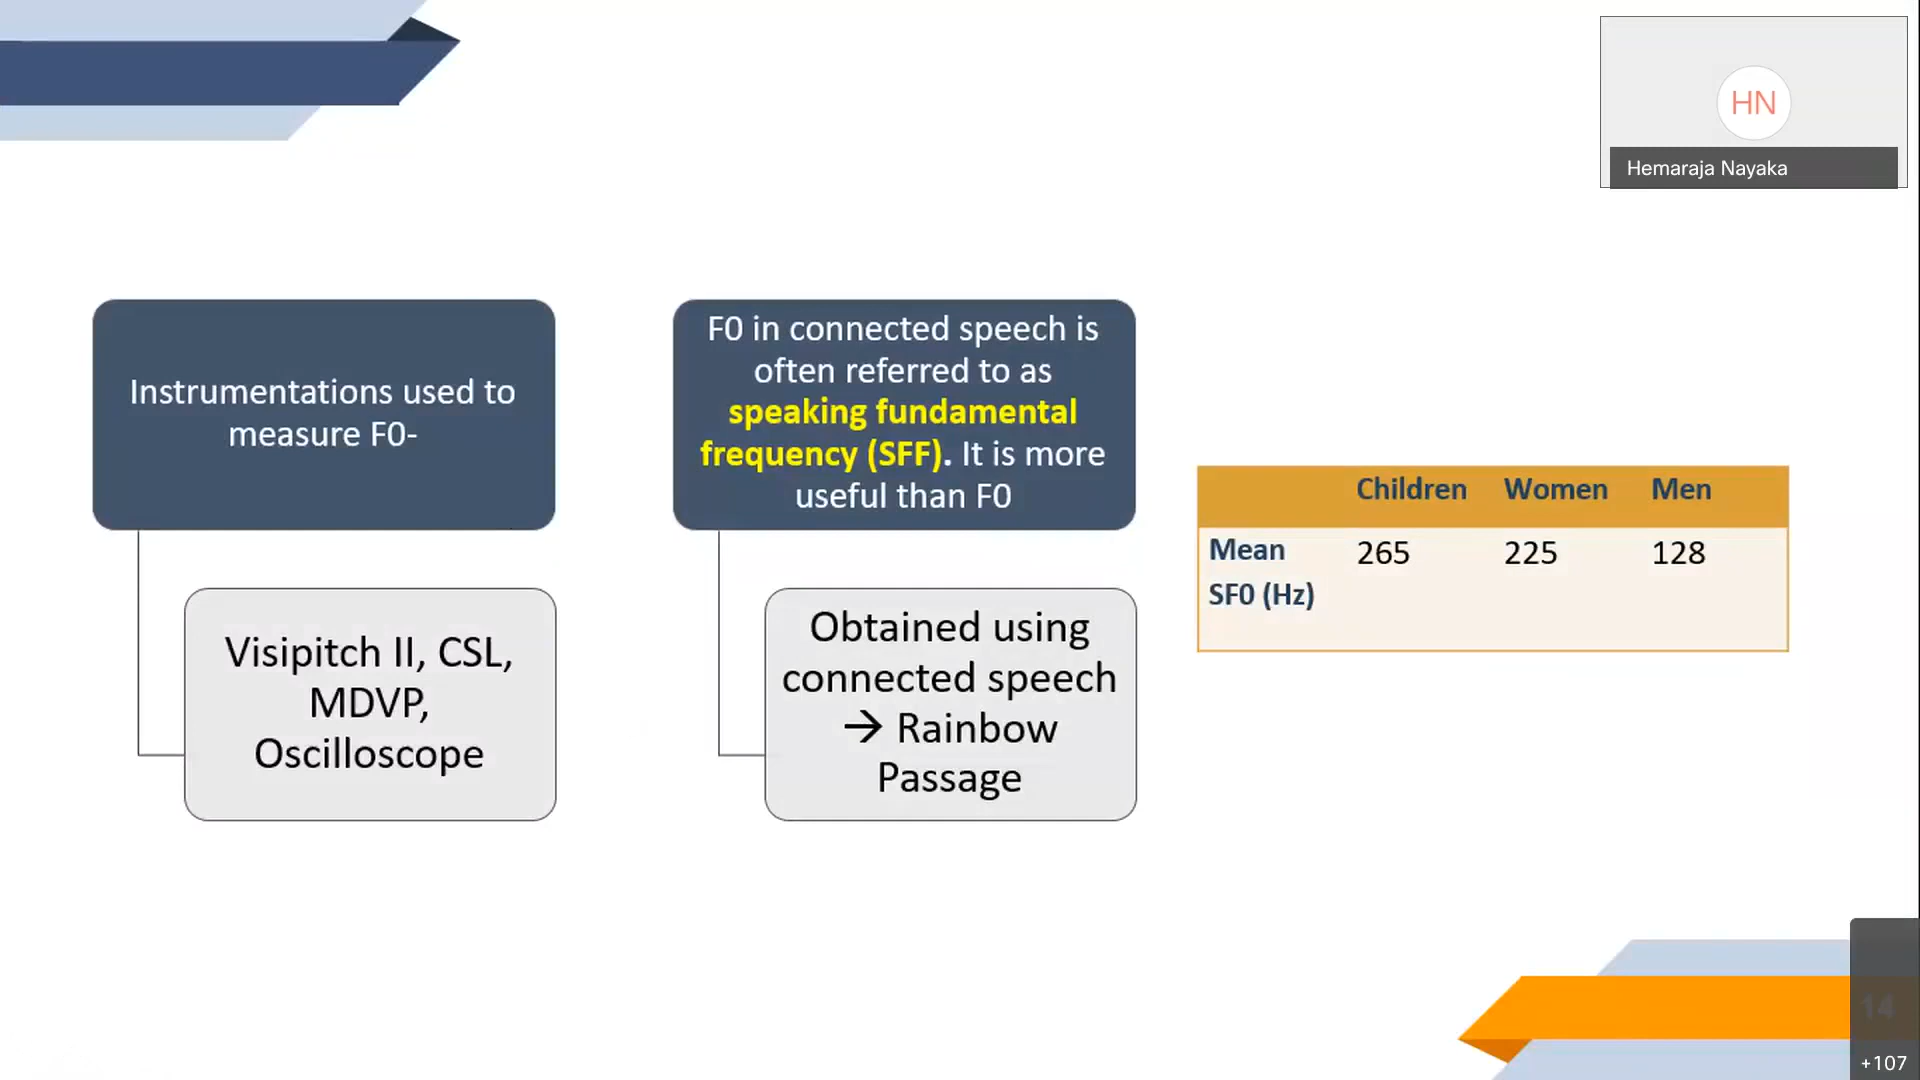 HN
Hemaraja Nayaka
Instrumentations used to
measure F0-
Visipitch II, CSL,
MDVP,
Oscilloscope
F0 in connected speech is
often referred to as
speaking fundamental
frequency (SFF). It is more
useful than F0
Obtained using
connected speech
→ Rainbow
Passage
Children Women Men
Mean 265 225 128
SF0 (Hz)
14
+107